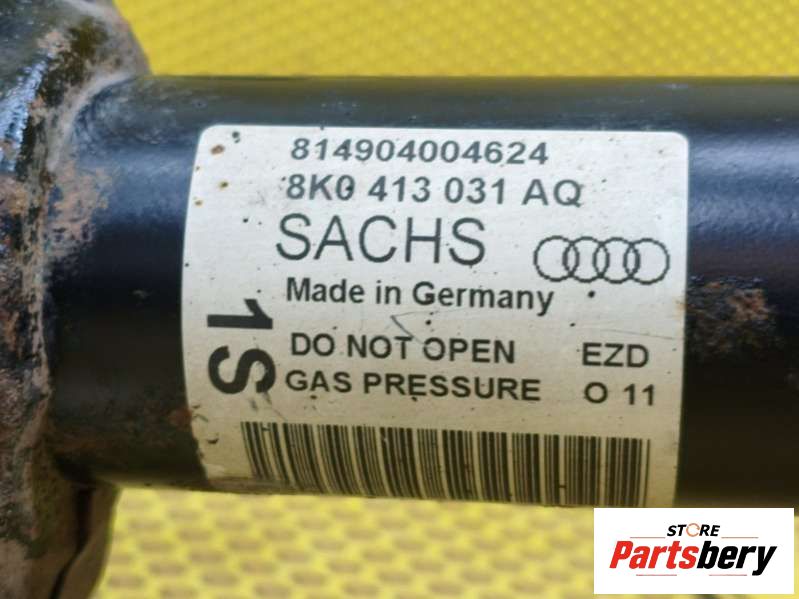 814904004624
8K0 413 031 AQ
SACHS
Made in Germany
1S
DO NOT OPEN EZD
GAS PRESSURE O 11
STORE
Partsbery